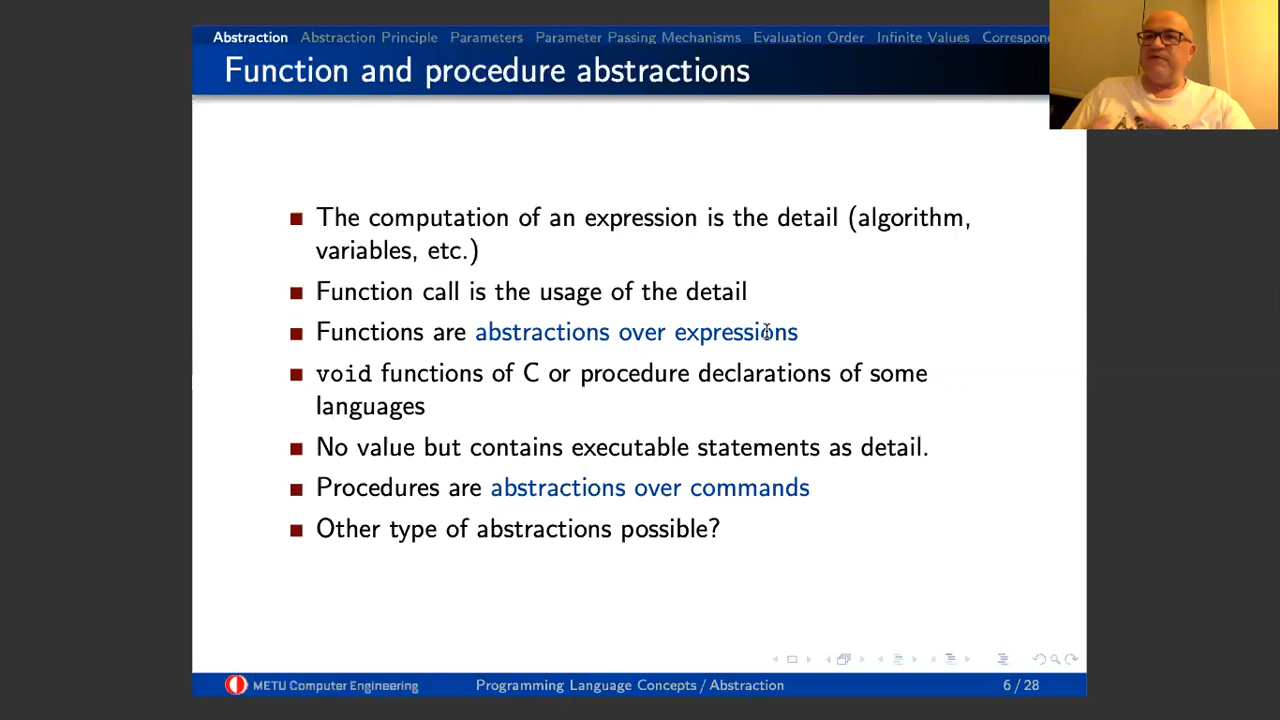 Abstraction Abstraction Principle Parameters Parameter Passing Mechanisms Evaluation Order Infinite Values Correspon
Function and procedure abstractions
The computation of an expression is the detail (algorithm,
variables, etc.)
Function call is the usage of the detail
Functions are abstractions over expressions
void functions of C or procedure declarations of some
languages
No value but contains executable statements as detail.
Procedures are abstractions over commands
Other type of abstractions possible?
METU Computer Engineering Programming Language Concepts / Abstraction 6 / 28